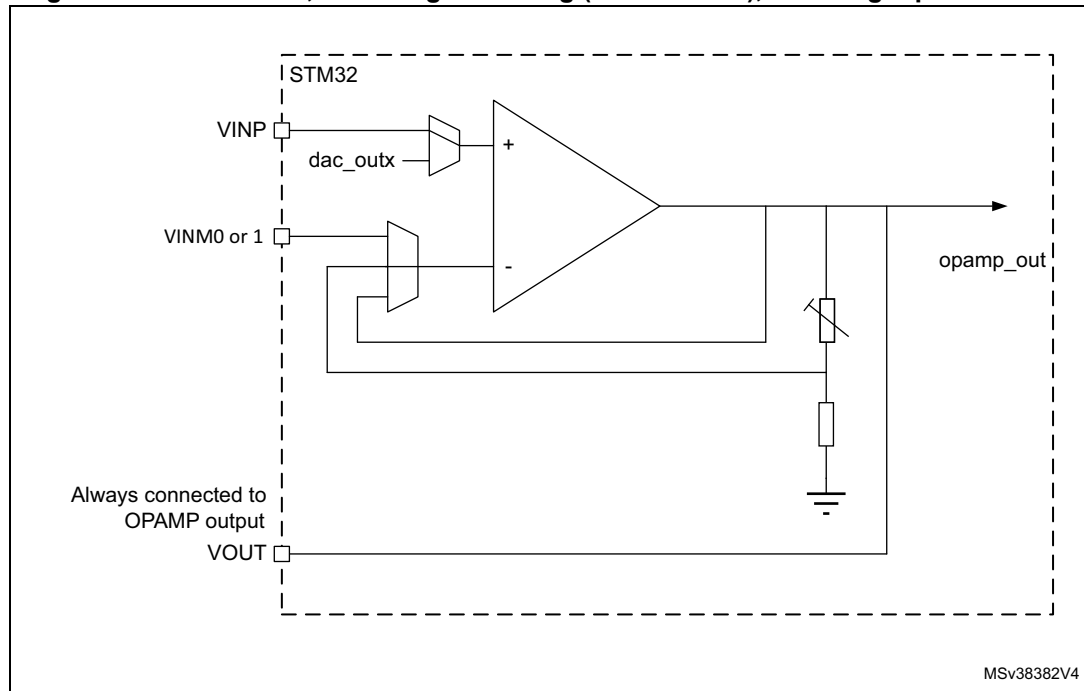 STM32
VINP
+
dac_outx
VINM0 or 1
-
opamp_out
Always connected to
OPAMP output
VOUT
MSv38382V4